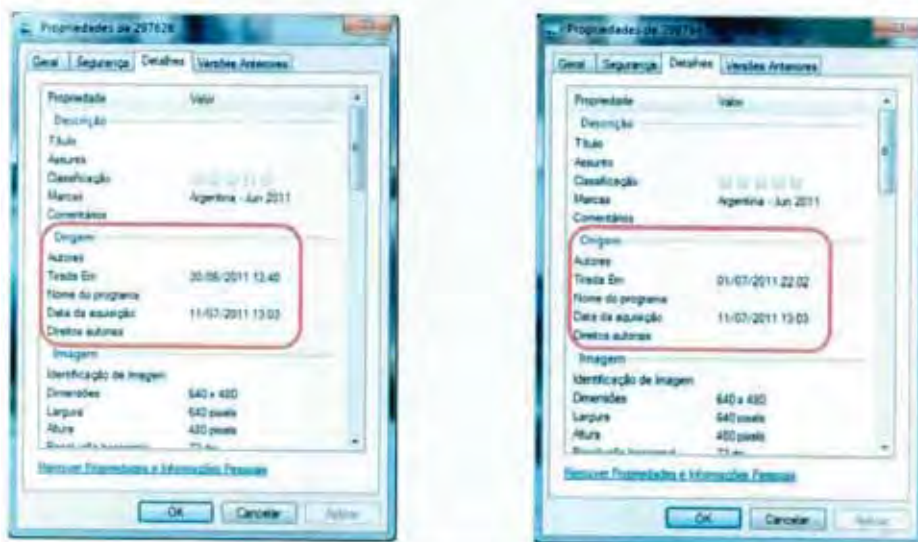 Propriedades de 297628
Geral Segurança Detalhes Versões Anteriores
Propriedade Valor
Descrição
Título
Assunto
Classificação
Marcas Argentina - Jun 2011
Comentários
Origem
Autores
Tirada Em 30/06/2011 13:40
Nome do programa
Data da aquisição 11/07/2011 13:03
Direitos autorais
Imagem
Identificação de Imagem
Dimensões 640 x 480
Largura 640 pixels
Altura 480 pixels
Remover Propriedades e Informações Pessoais
OK Cancelar Aplicar
Propriedades de
Geral Segurança Detalhes Versões Anteriores
Propriedade Valor
Descrição
Título
Assunto
Classificação
Marcas Argentina - Jun 2011
Comentários
Origem
Autores
Tirada Em 01/07/2011 22:02
Nome do programa
Data da aquisição 11/07/2011 13:03
Direitos autorais
Imagem
Identificação de Imagem
Dimensões 640 x 480
Largura 640 pixels
Altura 480 pixels
Remover Propriedades e Informações Pessoais
OK Cancelar Aplicar